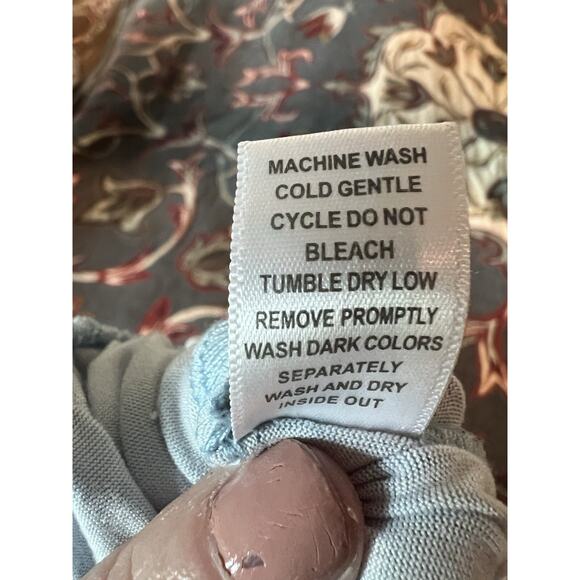 MACHINE WASH
COLD GENTLE
CYCLE DO NOT
BLEACH
TUMBLE DRY LOW
REMOVE PROMPTLY
WASH DARK COLORS
SEPARATELY
WASH AND DRY
INSIDE OUT